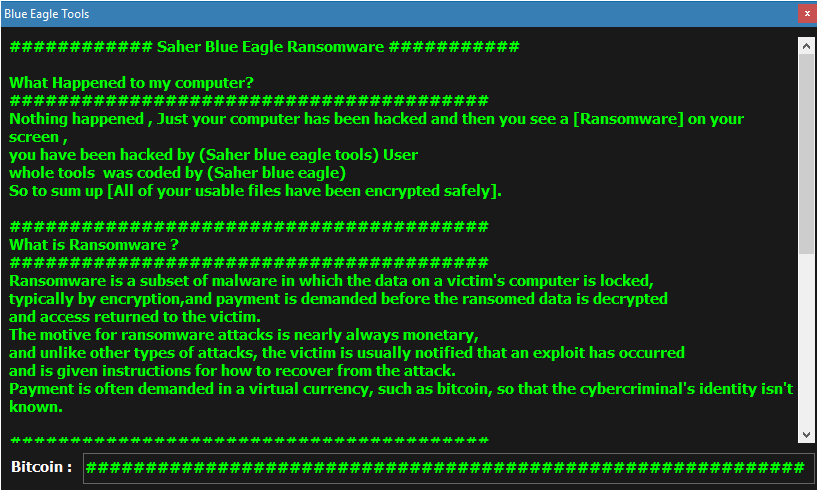 Blue Eagle Tools
x
############ Saher Blue Eagle Ransomware ###########
What Happened to my computer?
########################################
Nothing happened , Just your computer has been hacked and then you see a [Ransomware] on your
screen ,
you have been hacked by (Saher blue eagle tools) User
whole tools  was coded by (Saher blue eagle)
So to sum up [All of your usable files have been encrypted safely].
########################################
What is Ransomware ?
########################################
Ransomware is a subset of malware in which the data on a victim's computer is locked,
typically by encryption,and payment is demanded before the ransomed data is decrypted
and access returned to the victim.
The motive for ransomware attacks is nearly always monetary,
and unlike other types of attacks, the victim is usually notified that an exploit has occurred
and is given instructions for how to recover from the attack.
Payment is often demanded in a virtual currency, such as bitcoin, so that the cybercriminal's identity isn't
known.
########################################
Bitcoin : ############################################################